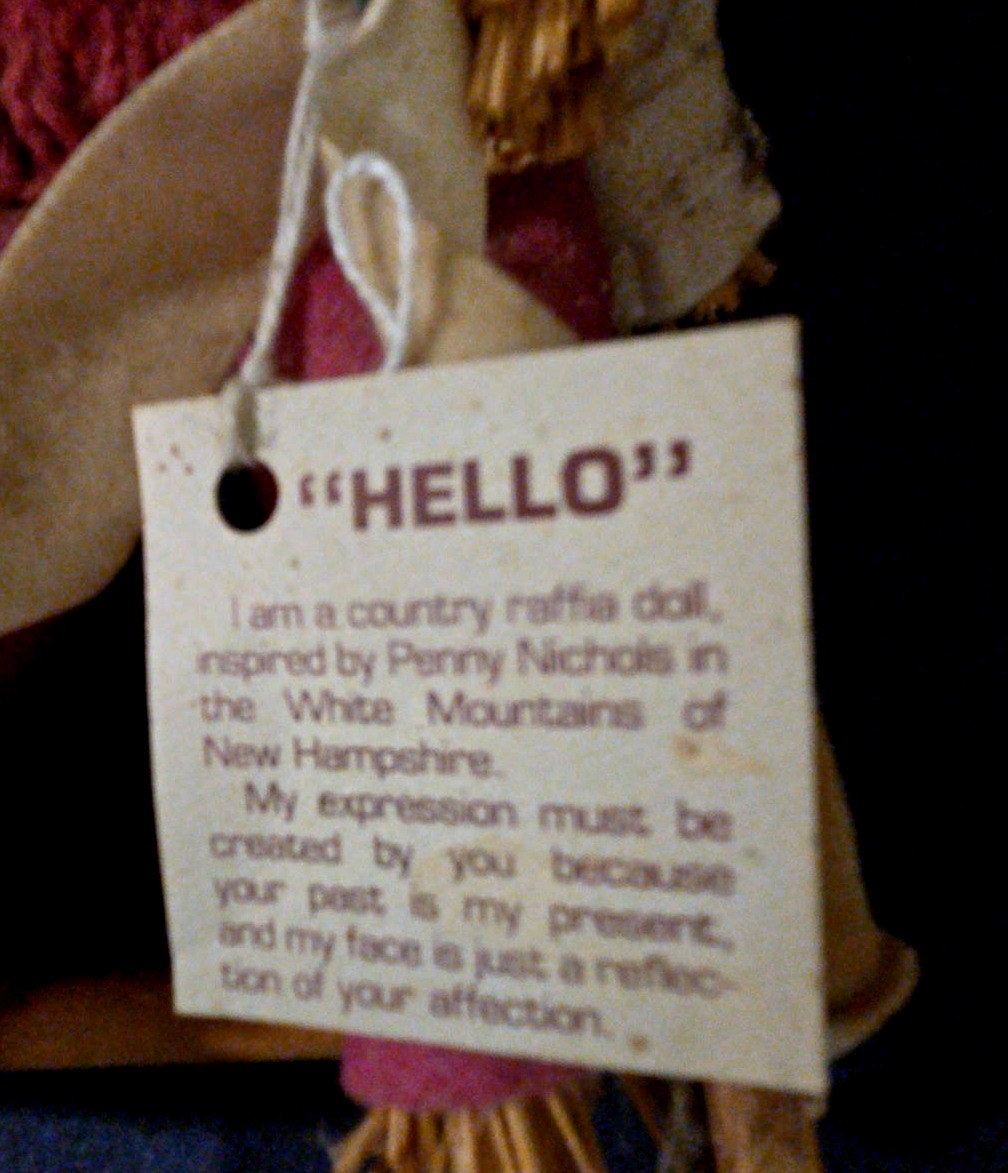 “HELLO”
I am a country raffia doll,
inspired by Penny Nichols in
the White Mountains of
New Hampshire.
My expression must be
created by you because
your past is my present,
and my face is just a reflec-
tion of your affection.